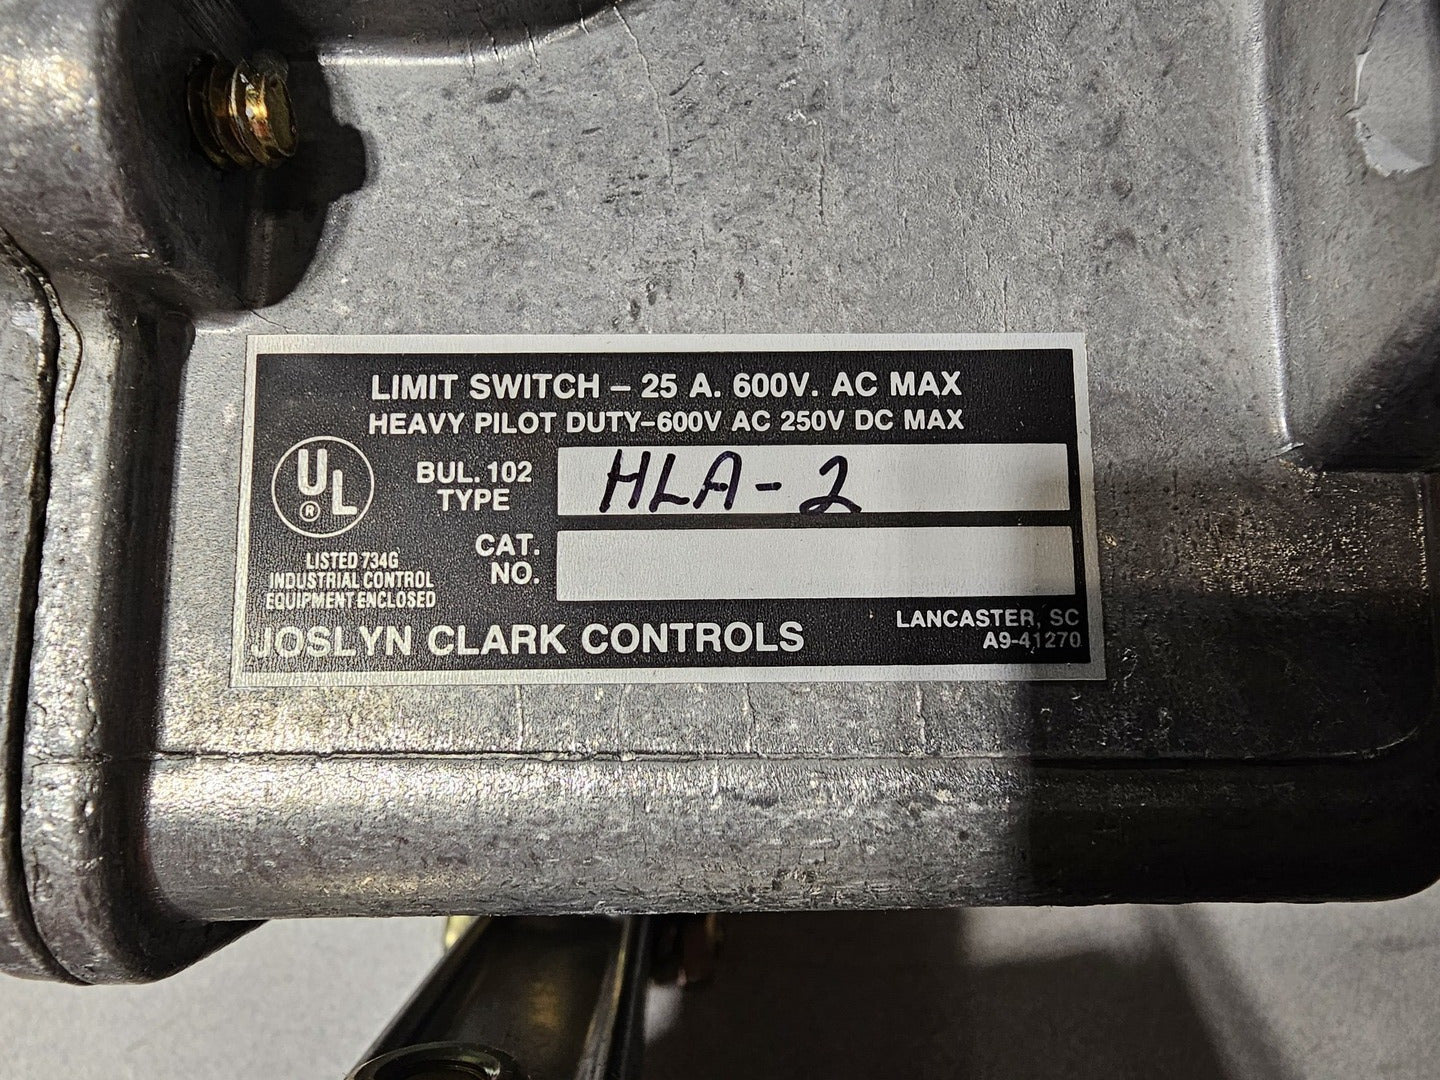 LIMIT SWITCH – 25 A. 600V. AC MAX
HEAVY PILOT DUTY–600V AC 250V DC MAX
UL
®
LISTED 734G
INDUSTRIAL CONTROL
EQUIPMENT ENCLOSED
BUL. 102
TYPE
HLA-2
CAT.
NO.
JOSLYN CLARK CONTROLS
LANCASTER, SC
A9-41270